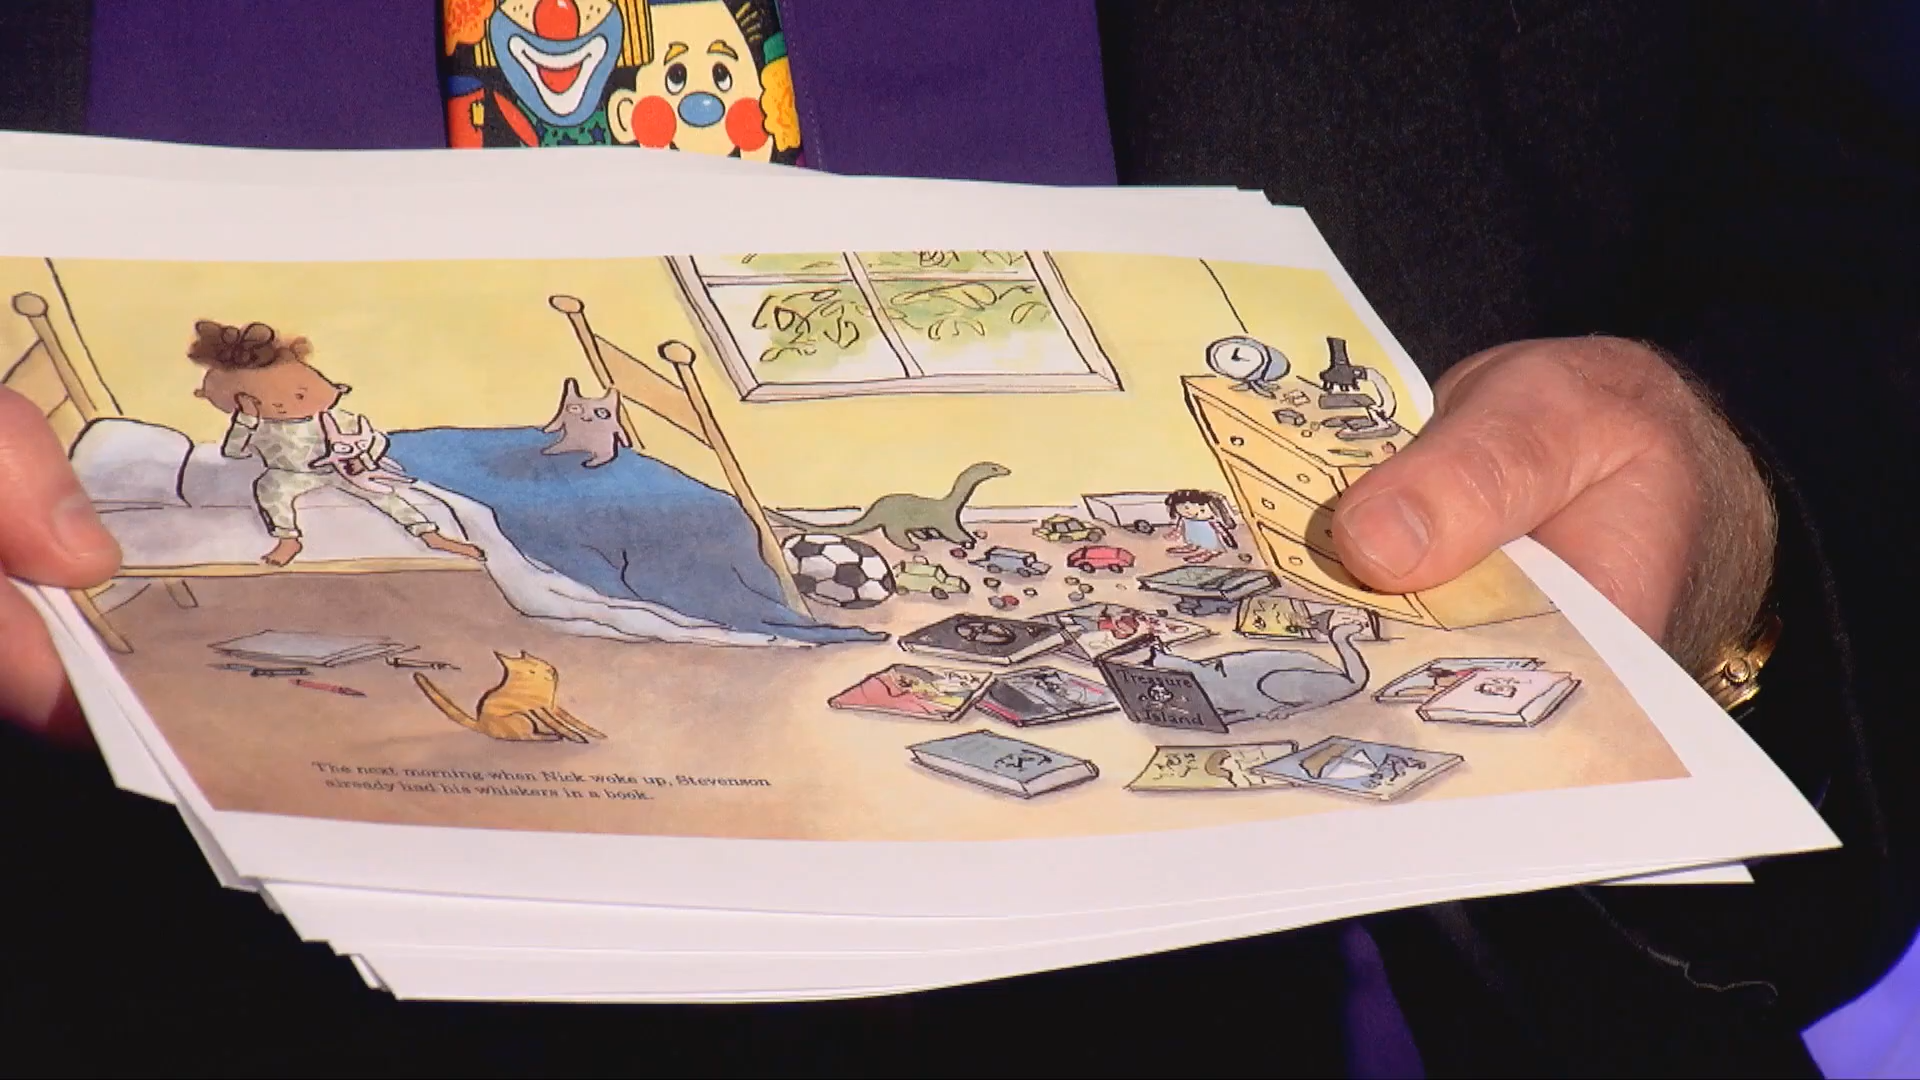 Treasure
Island
The next morning when Nick woke up, Stevenson
already had his whiskers in a book.